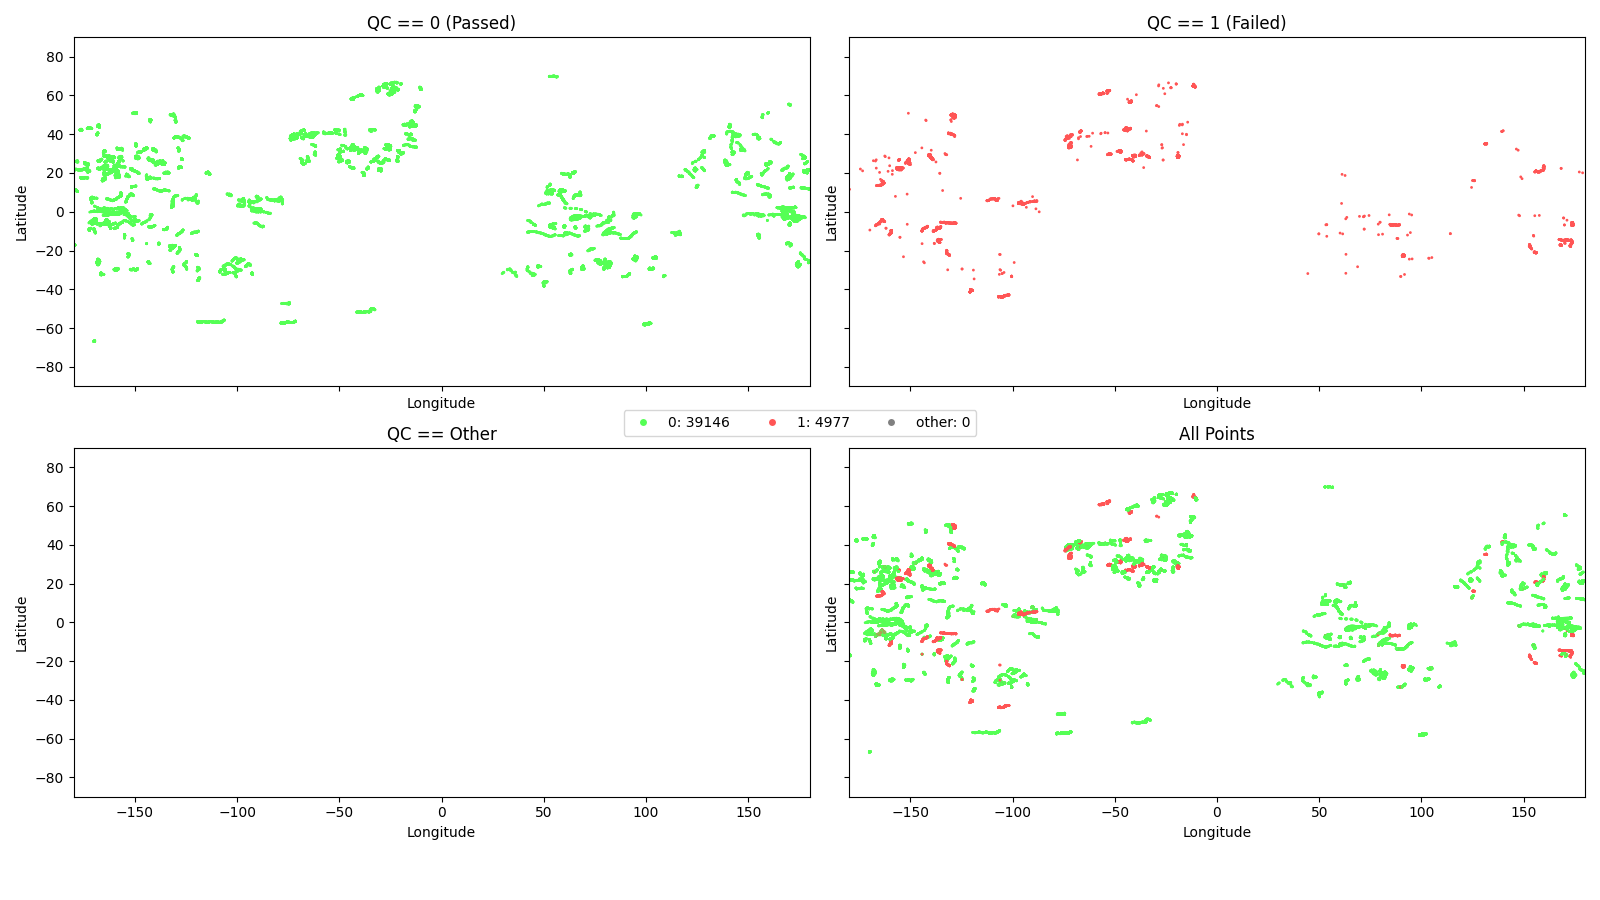 QC == 0 (Passed)
QC == 1 (Failed)
80
60
40
20
0
−20
−40
−60
−80
Latitude
Latitude
Longitude
Longitude
0: 39146 1: 4977 other: 0
QC == Other
All Points
80
60
40
20
0
−20
−40
−60
−80
Latitude
Latitude
−150 −100 −50 0 50 100 150
−150 −100 −50 0 50 100 150
Longitude
Longitude